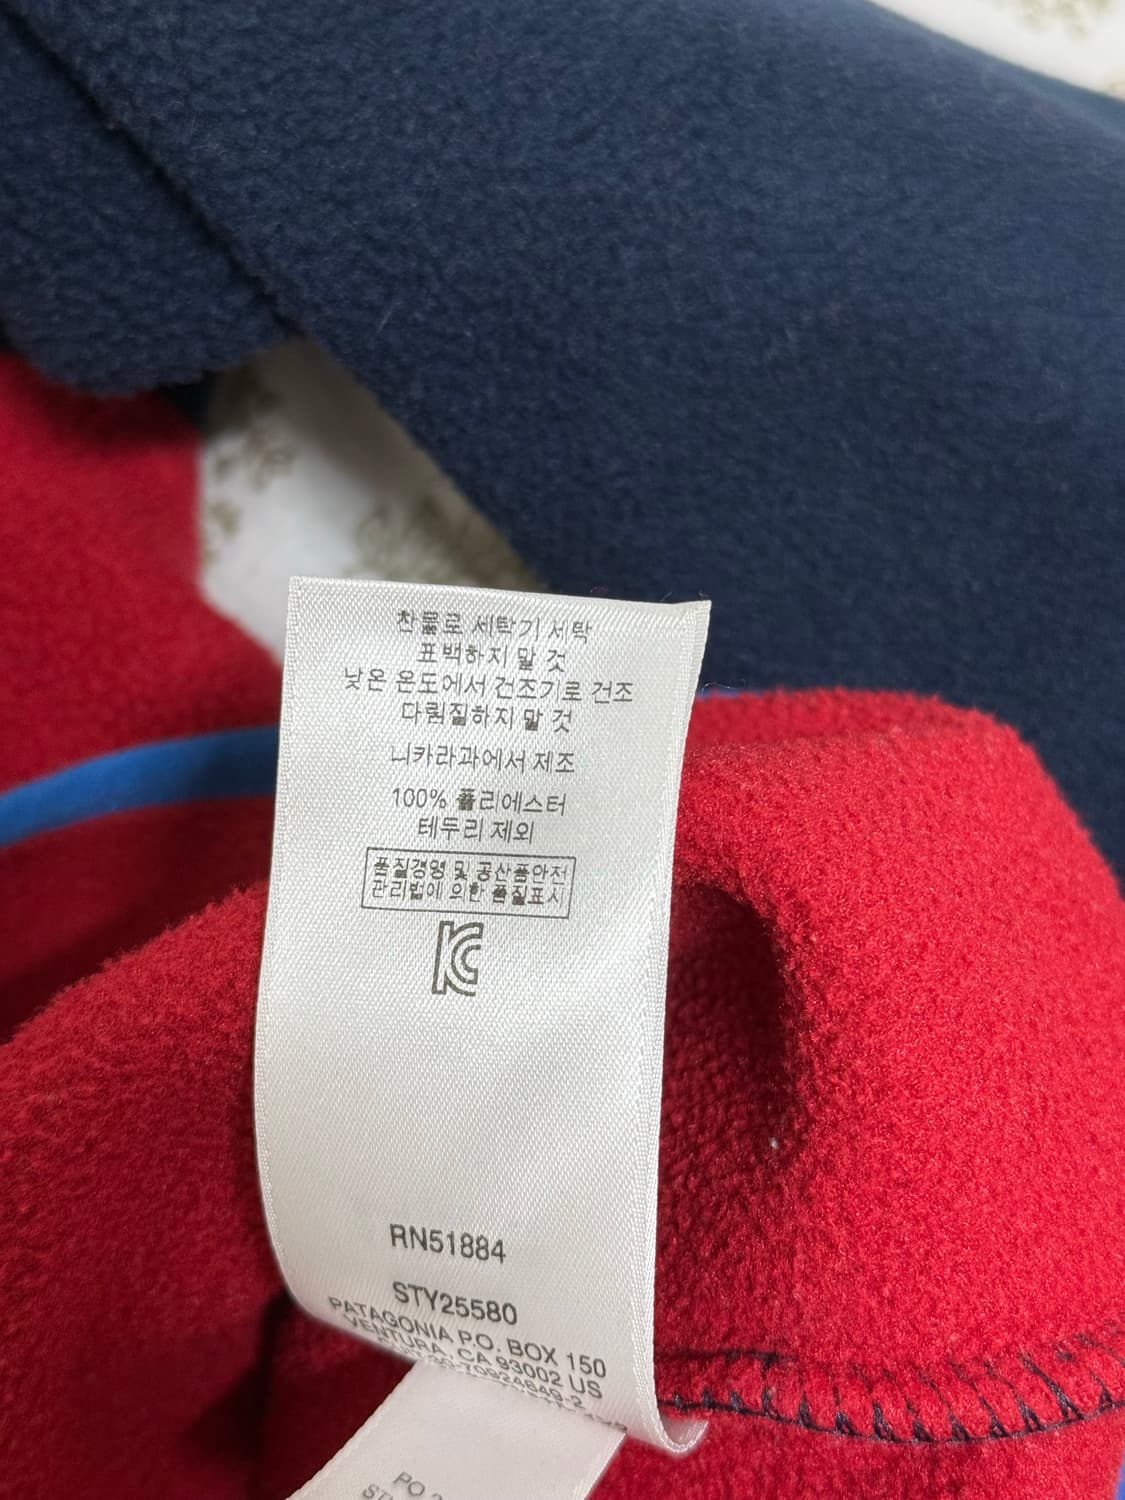 찬물로 세탁기 세탁
표백하지 말 것
낮은 온도에서 건조기로 건조
다림질하지 말 것
니카라과에서 제조
100% 폴리에스터
테두리 제외
품질경영 및 공산품안전
관리법에 의한 품질표시
RN51884
STY25580
PATAGONIA P.O. BOX 150
VENTURA, CA 93002 US
PO